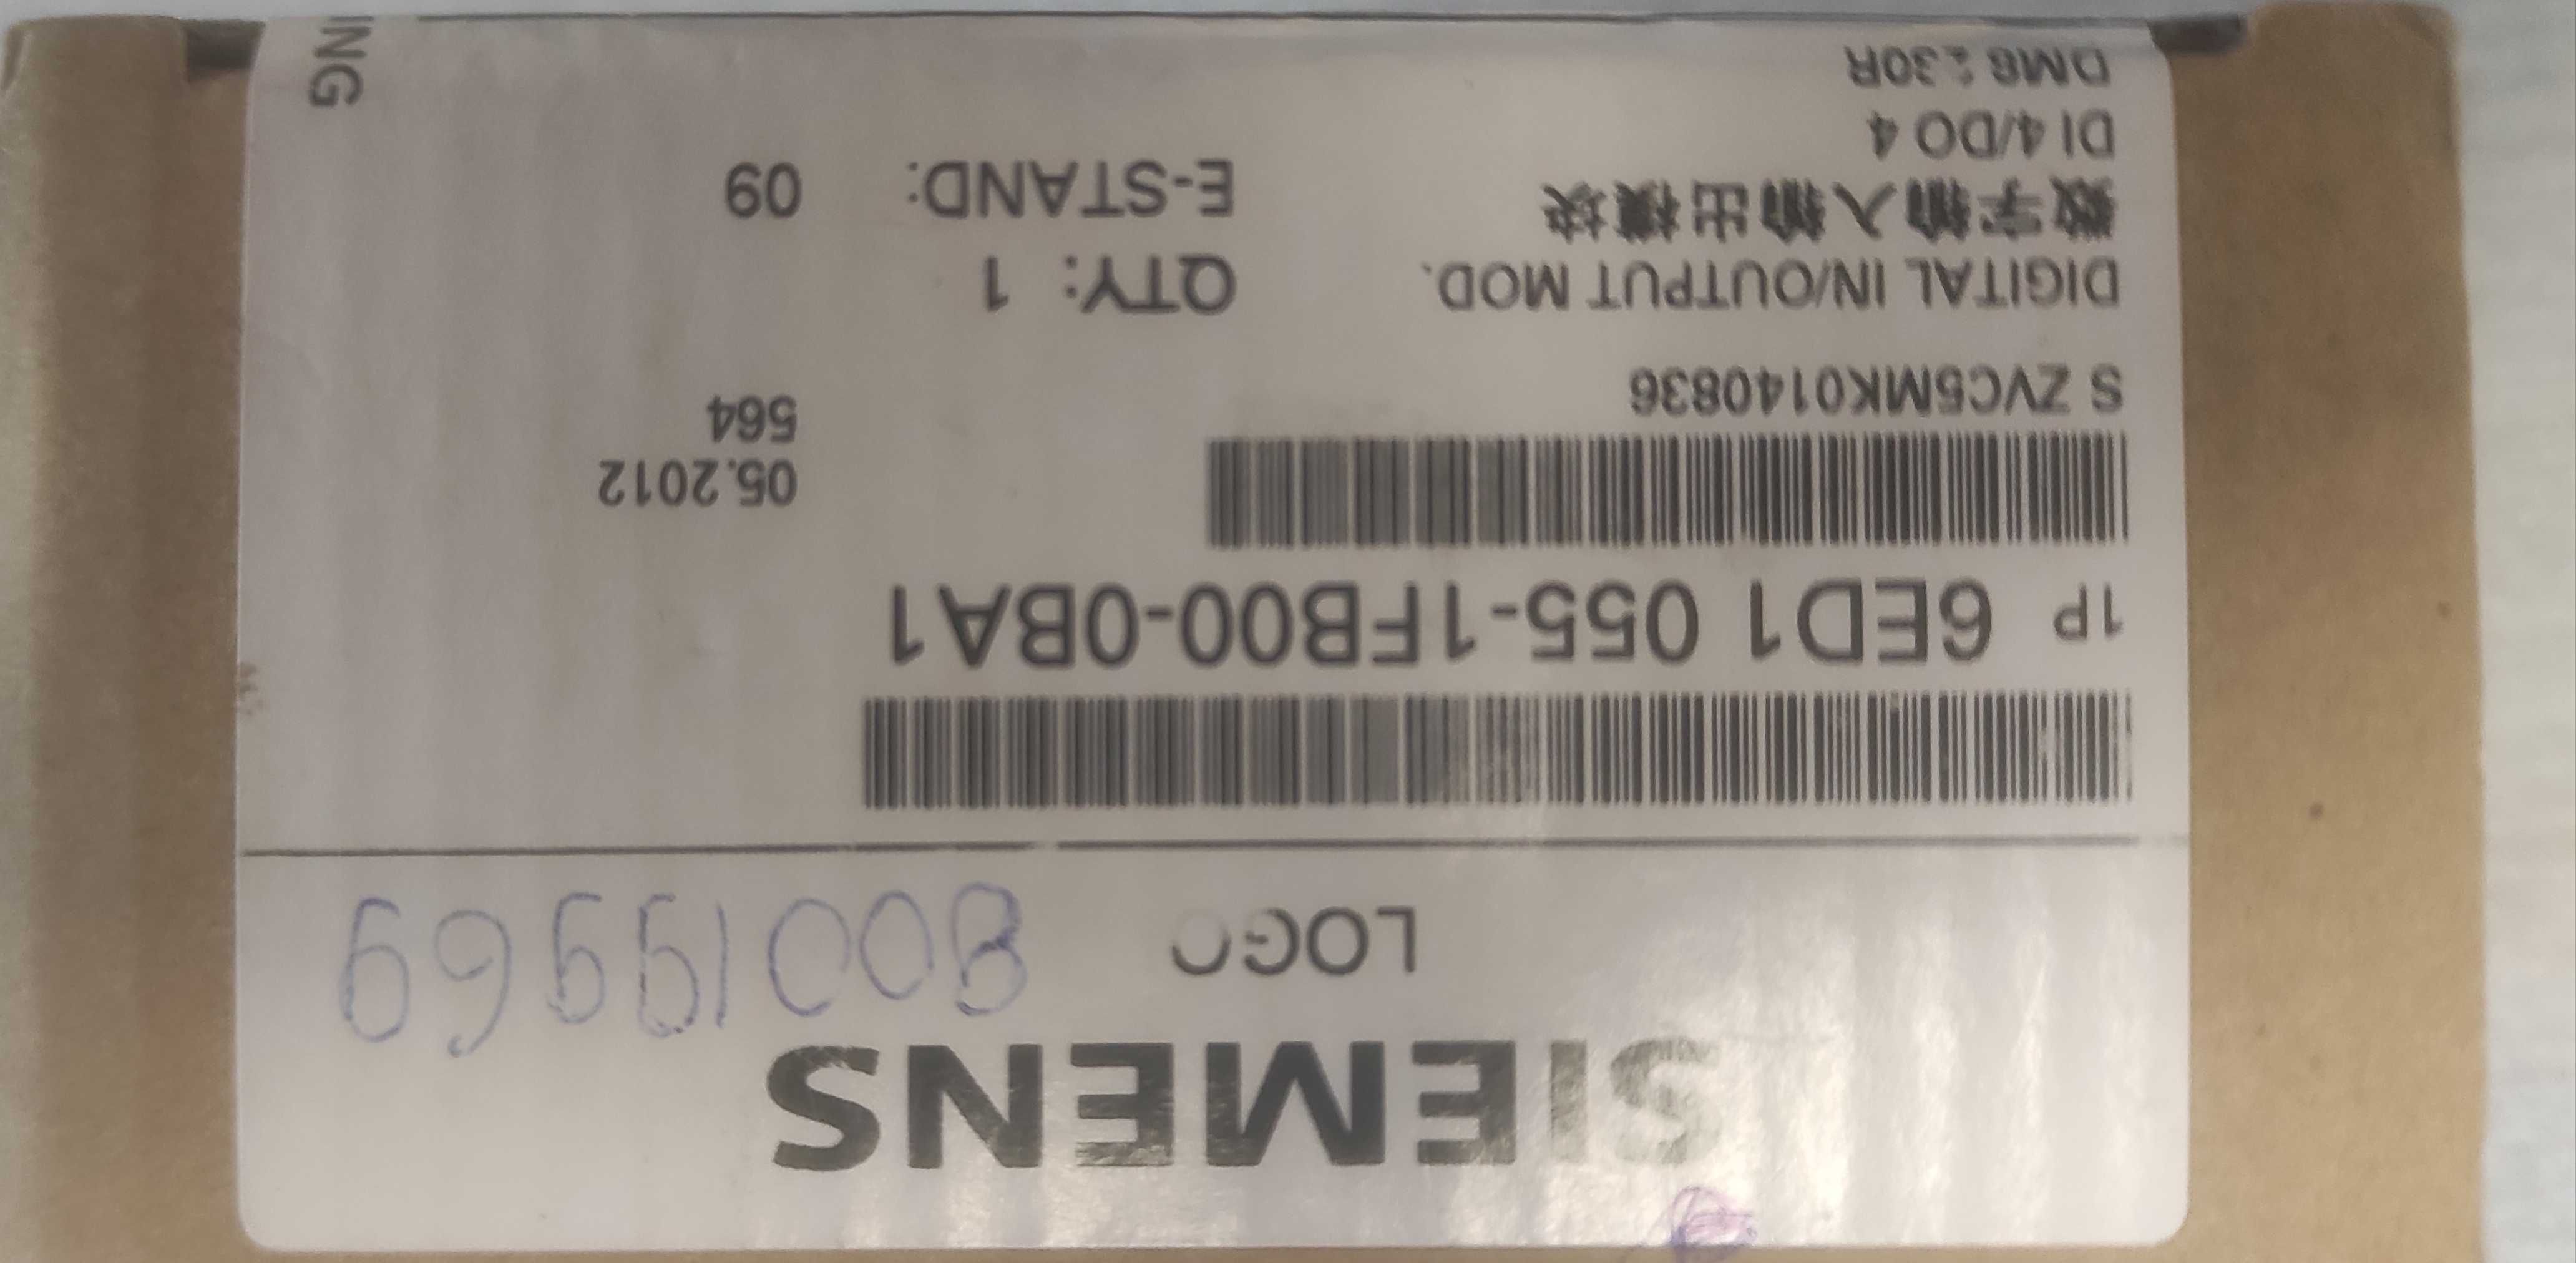 SIEMENS
LOGO
80019969
1P 6ED1 055-1FB00-0BA1
05.2012
564
S ZVC5MK0140836
DIGITAL IN/OUTPUT MOD.
QTY: 1
数字输入输出模块
E-STAND: 09
DI 4/DO 4
DM8 230R
NG